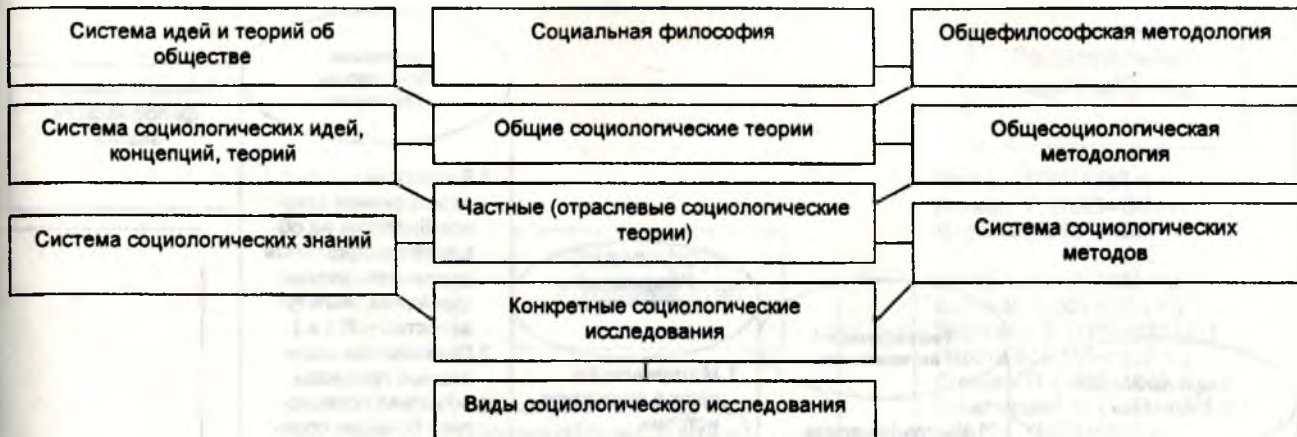 Система идей и теорий об
обществе
Социальная философия
Общефилософская методология
Система социологических идей,
концепций, теорий
Общие социологические теории
Общесоциологическая
методология
Система социологических знаний
Частные (отраслевые социологические
теории)
Система социологических
методов
Конкретные социологические
исследования
Виды социологического исследования